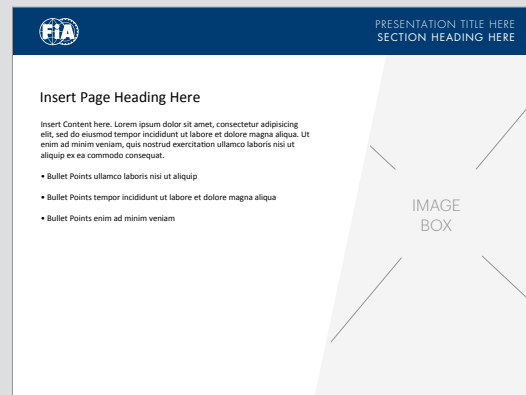 FiA
PRESENTATION TITLE HERE
SECTION HEADING HERE
Insert Page Heading Here
Insert Content here. Lorem ipsum dolor sit amet, consectetur adipisicing
elit, sed do eiusmod tempor incididunt ut labore et dolore magna aliqua. Ut
enim ad minim veniam, quis nostrud exercitation ullamco laboris nisi ut
aliquip ex ea commodo consequat.
• Bullet Points ullamco laboris nisi ut aliquip
• Bullet Points tempor incididunt ut labore et dolore magna aliqua
• Bullet Points enim ad minim veniam
IMAGE
BOX